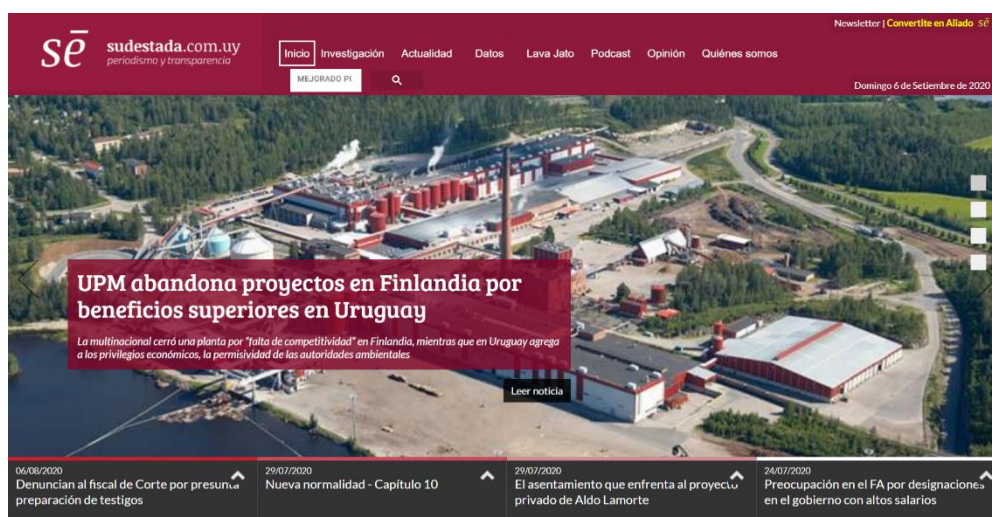 Newsletter | Convertite en Aliado sē
sē sudestada.com.uy
periodismo y transparencia
Inicio Investigación Actualidad Datos Lava Jato Podcast Opinión Quiénes somos
MEJORADO PI
Domingo 6 de Setiembre de 2020
UPM abandona proyectos en Finlandia por
beneficios superiores en Uruguay
La multinacional cerró una planta por "falta de competitividad" en Finlandia, mientras que en Uruguay agrega
a los privilegios económicos, la permisividad de las autoridades ambientales
Leer noticia
06/08/2020
Denuncian al fiscal de Corte por presunta
preparación de testigos
29/07/2020
Nueva normalidad - Capítulo 10
29/07/2020
El asentamiento que enfrenta al proyecto
privado de Aldo Lamorte
24/07/2020
Preocupación en el FA por designaciones
en el gobierno con altos salarios